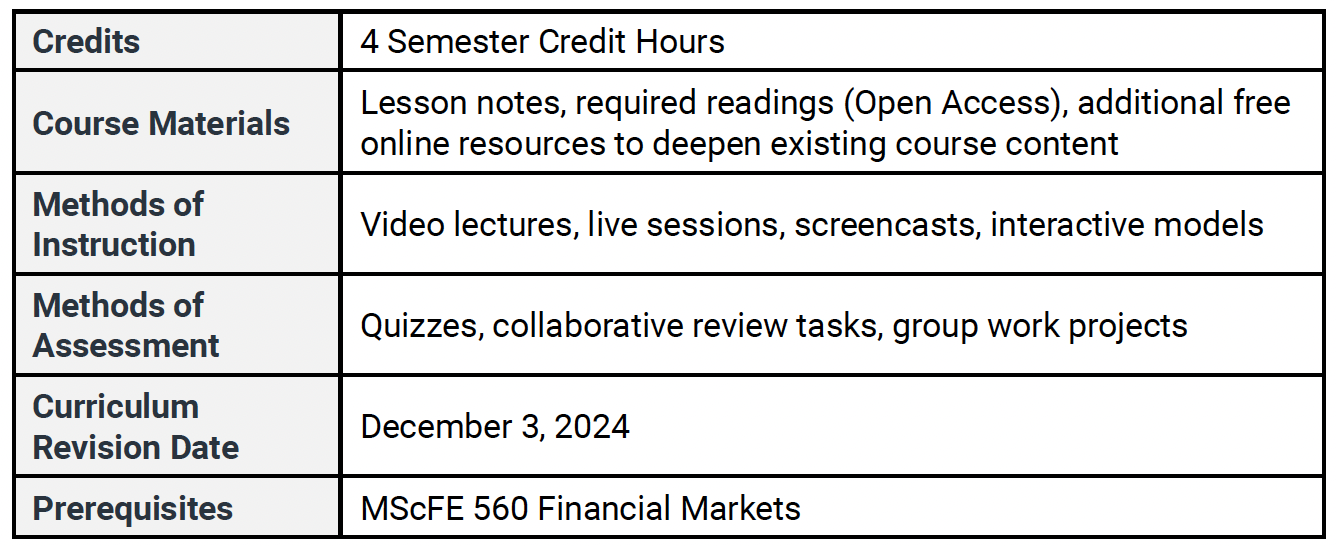 Credits
4 Semester Credit Hours
Course Materials
Lesson notes, required readings (Open Access), additional free
online resources to deepen existing course content
Methods of
Instruction
Video lectures, live sessions, screencasts, interactive models
Methods of
Assessment
Quizzes, collaborative review tasks, group work projects
Curriculum
Revision Date
December 3, 2024
Prerequisites
MScFE 560 Financial Markets